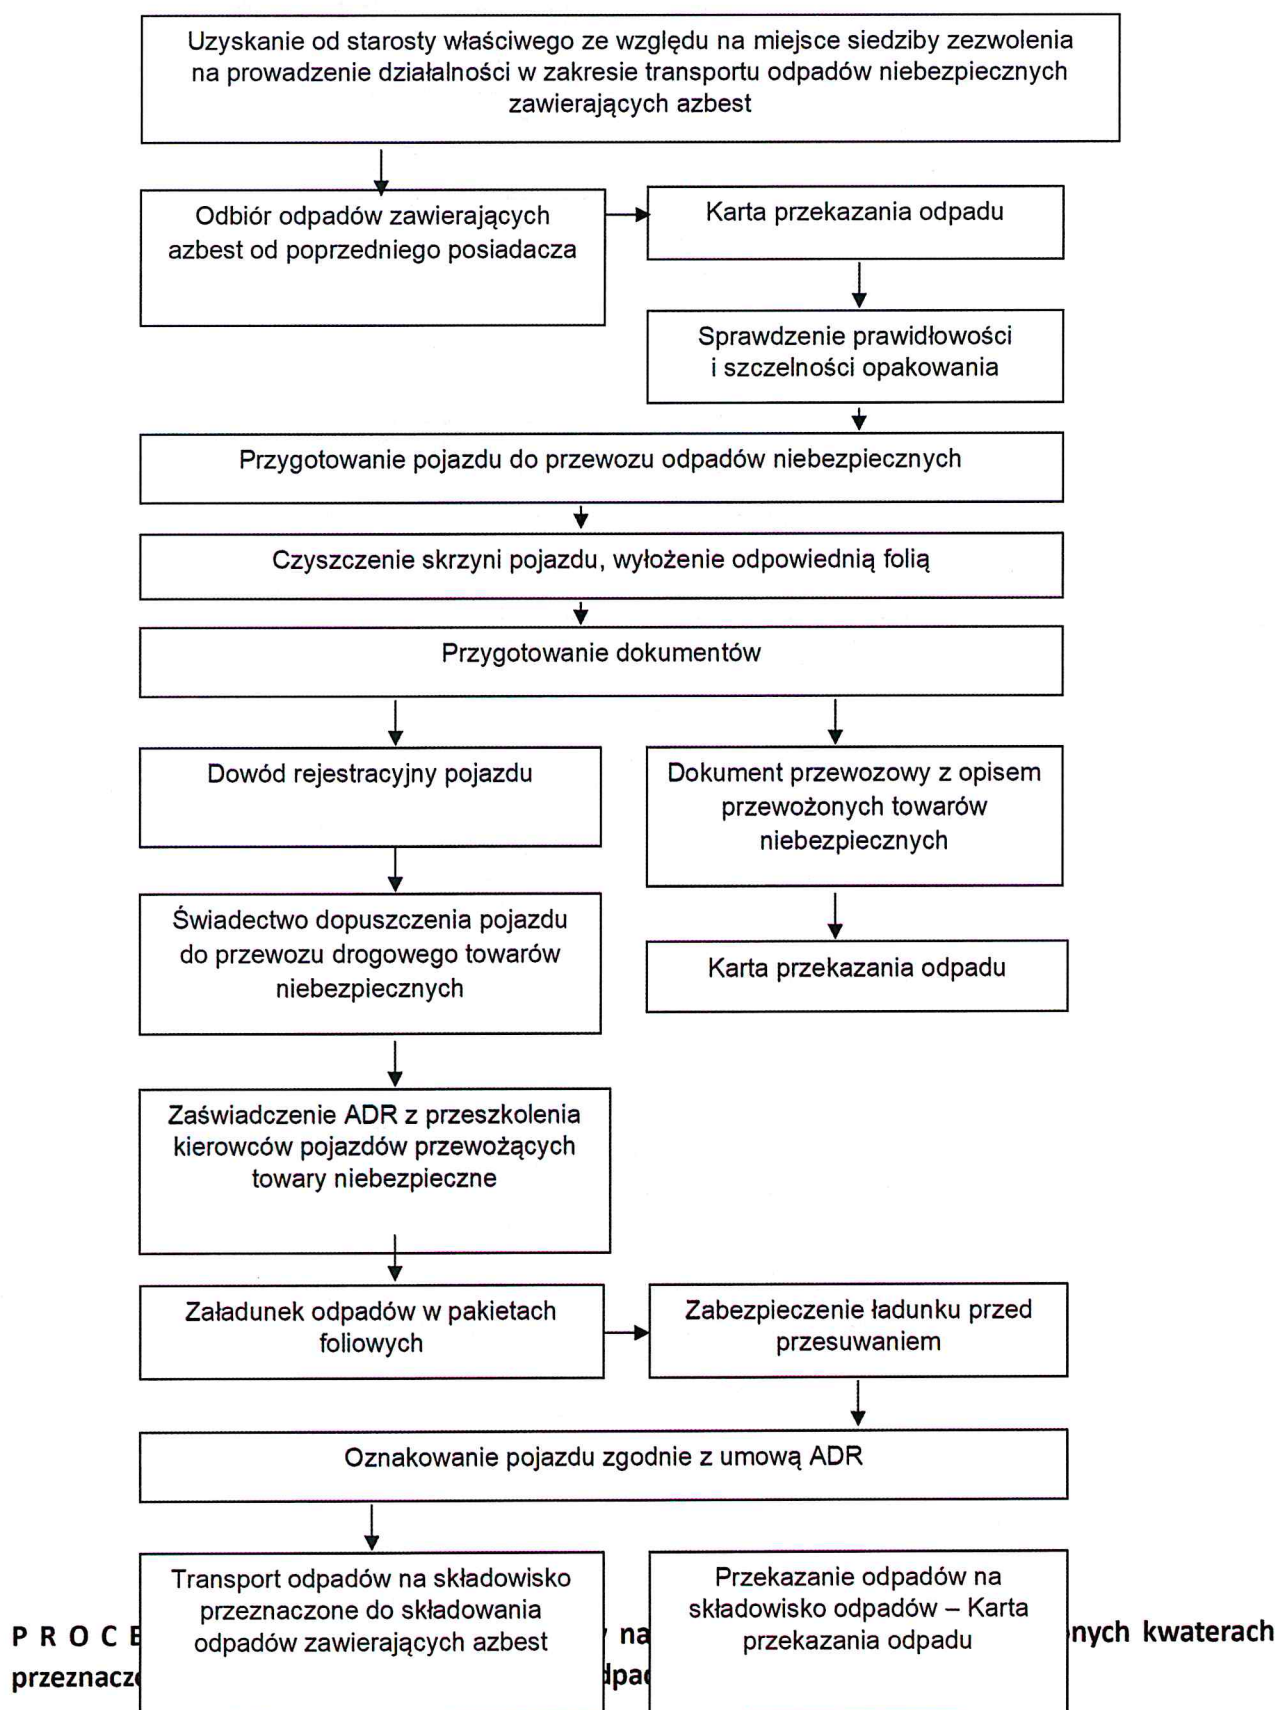 Uzyskanie od starosty właściwego ze względu na miejsce siedziby zezwolenia
na prowadzenie działalności w zakresie transportu odpadów niebezpiecznych
zawierających azbest
Odbiór odpadów zawierających
azbest od poprzedniego posiadacza
Karta przekazania odpadu
Sprawdzenie prawidłowości
i szczelności opakowania
Przygotowanie pojazdu do przewozu odpadów niebezpiecznych
Czyszczenie skrzyni pojazdu, wyłożenie odpowiednią folią
Przygotowanie dokumentów
Dowód rejestracyjny pojazdu
Dokument przewozowy z opisem
przewożonych towarów
niebezpiecznych
Świadectwo dopuszczenia pojazdu
do przewozu drogowego towarów
niebezpiecznych
Karta przekazania odpadu
Zaświadczenie ADR z przeszkolenia
kierowców pojazdów przewożących
towary niebezpieczne
Załadunek odpadów w pakietach
foliowych
Zabezpieczenie ładunku przed
przesuwaniem
Oznakowanie pojazdu zgodnie z umową ADR
Transport odpadów na składowisko
przeznaczone do składowania
odpadów zawierających azbest
Przekazanie odpadów na
składowisko odpadów – Karta
przekazania odpadu
na kwaterach